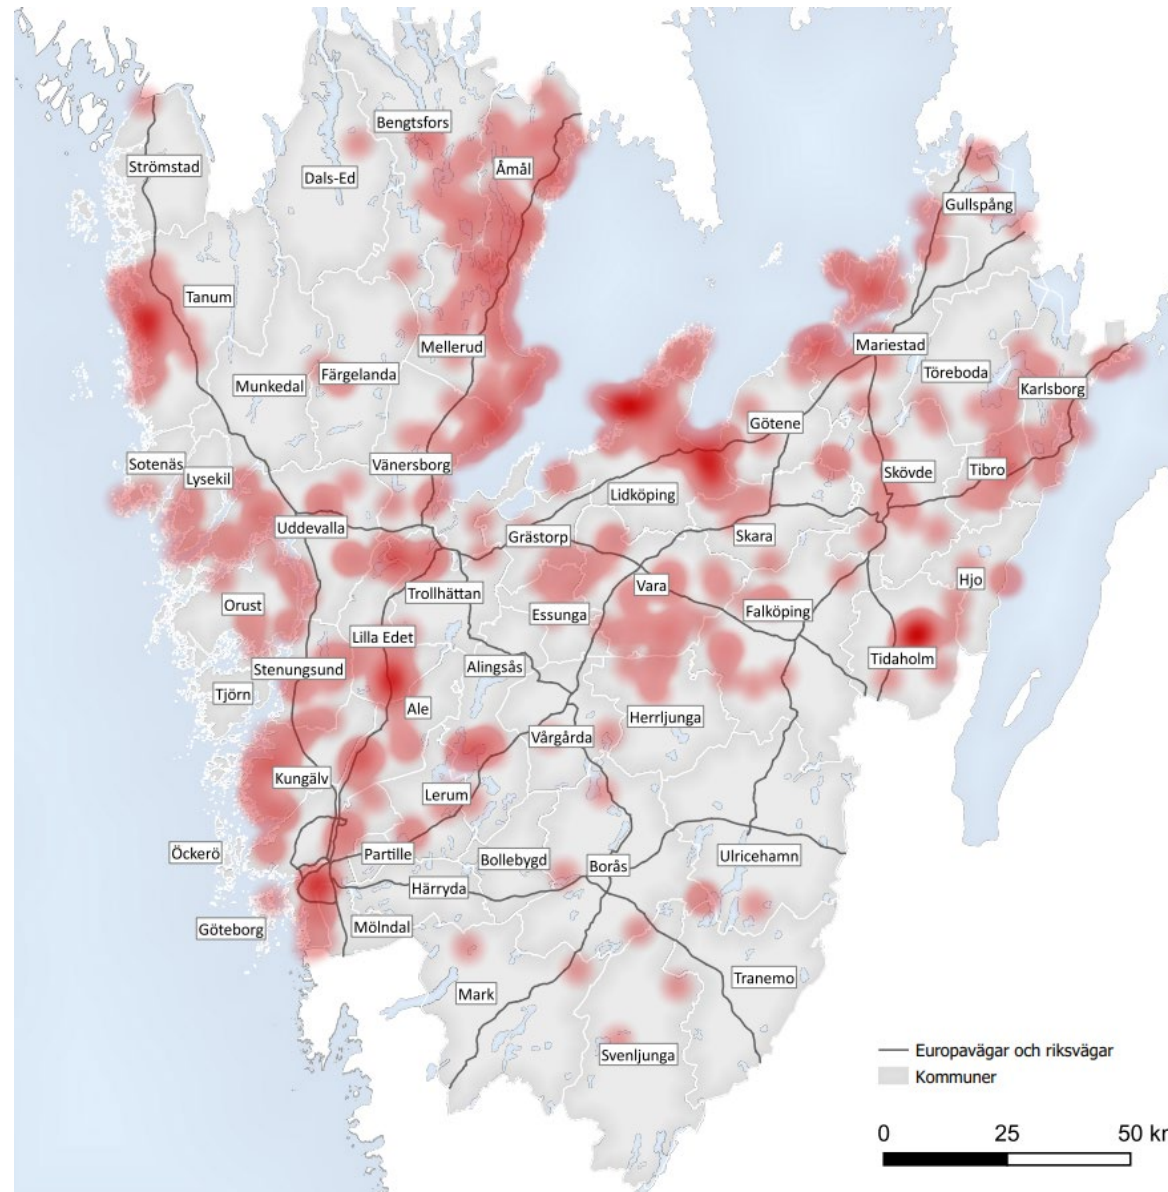 Bengtsfors
Strömstad
Åmål
Dals-Ed
Gullspång
Tanum
Mariestad
Mellerud
Töreboda
Färgelanda
Munkedal
Karlsborg
Götene
Sotenäs
Vänersborg
Tibro
Skövde
Lysekil
Lidköping
Uddevalla
Grästorp
Skara
Hjo
Vara
Trollhättan
Orust
Falköping
Essunga
Lilla Edet
Tidaholm
Stenungsund
Alingsås
Tjörn
Ale
Herrljunga
Vårgårda
Kungälv
Lerum
Öckerö
Partille
Bollebygd
Ulricehamn
Borås
Härryda
Göteborg
Mölndal
Tranemo
Mark
Svenljunga
Europavägar och riksvägar
Kommuner
0 25 50 kr